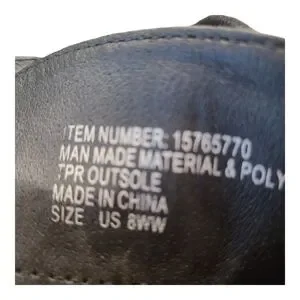 ITEM NUMBER: 15765770
MAN MADE MATERIAL & POLY
TPR OUTSOLE
MADE IN CHINA
SIZE US 8WW